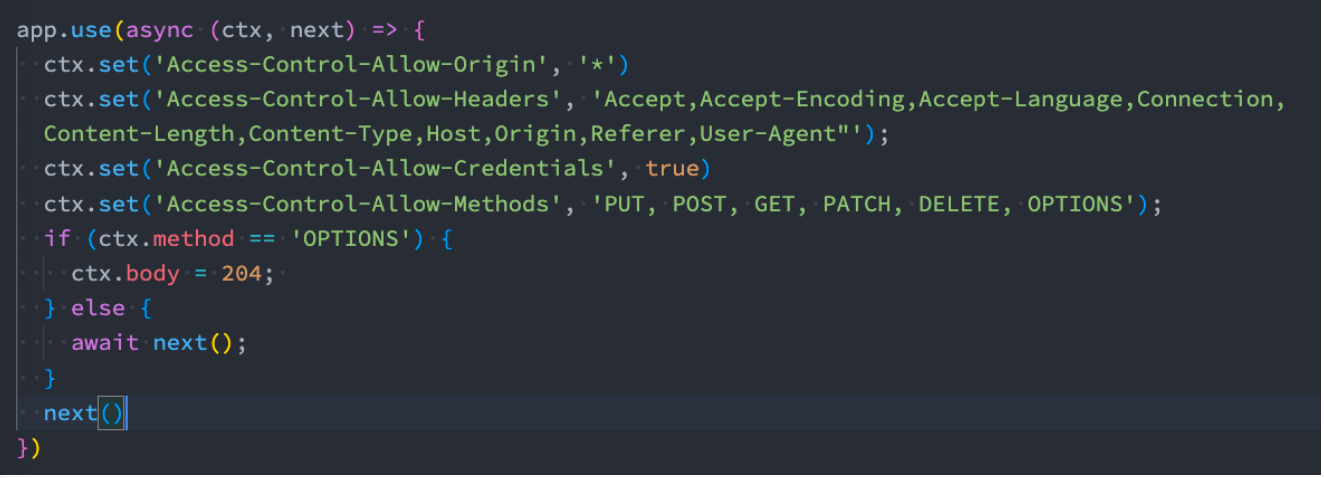 app.use(async (ctx, next) => {
  ctx.set('Access-Control-Allow-Origin', '*')
  ctx.set('Access-Control-Allow-Headers', 'Accept,Accept-Encoding,Accept-Language,Connection,
  Content-Length,Content-Type,Host,Origin,Referer,User-Agent"');
  ctx.set('Access-Control-Allow-Credentials', true)
  ctx.set('Access-Control-Allow-Methods', 'PUT, POST, GET, PATCH, DELETE, OPTIONS');
  if (ctx.method == 'OPTIONS') {
    ctx.body = 204;
  } else {
    await next();
  }
  next()
})